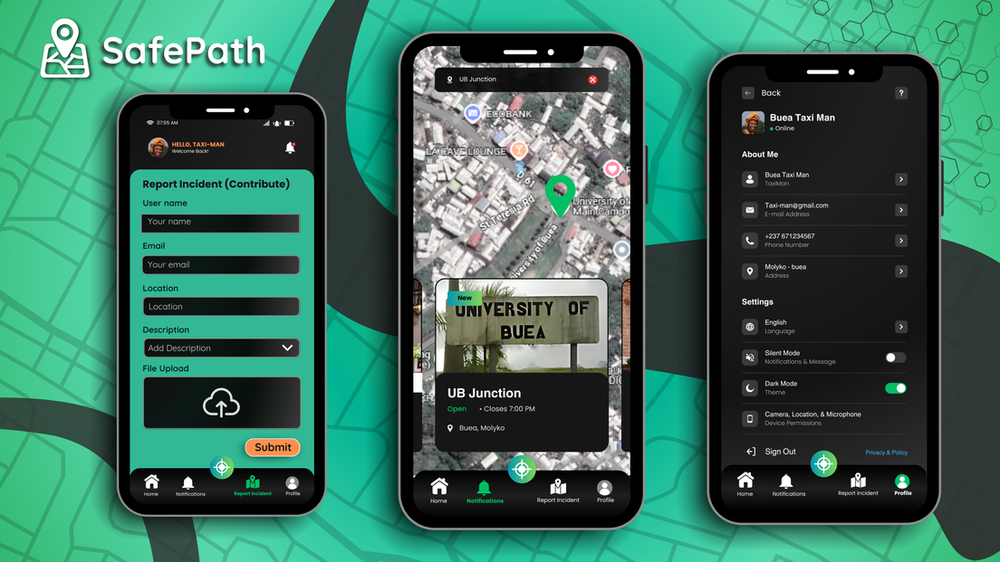 SafePath
07:55 AM
HELLO, TAXI-MAN
Welcome Back!
Report Incident (Contribute)
User name
Your name
Email
Your email
Location
Location
Description
Add Description
File Upload
Submit
Home
Notifications
Report Incident
Profile
UB Junction
ECOBANK
LA CAVE LOUNGE
D 67
St Teresia Rd
University of
Main Campu
University of Buea
New
UNIVERSITY OF
BUEA
UB Junction
Open • Closes 7:00 PM
Buea, Molyko
Home
Notifications
Report Incident
Profile
Back
?
Buea Taxi Man
Online
About Me
Buea Taxi Man
TaxiMan
Taxi-man@gmail.com
E-mail Address
+237 671234567
Phone Number
Molyko - buea
Address
Settings
English
Language
Silent Mode
Notifications & Message
Dark Mode
Theme
Camera, Location, & Microphone
Device Permissions
Sign Out
Privacy & Policy
Home
Notifications
Report Incident
Profile